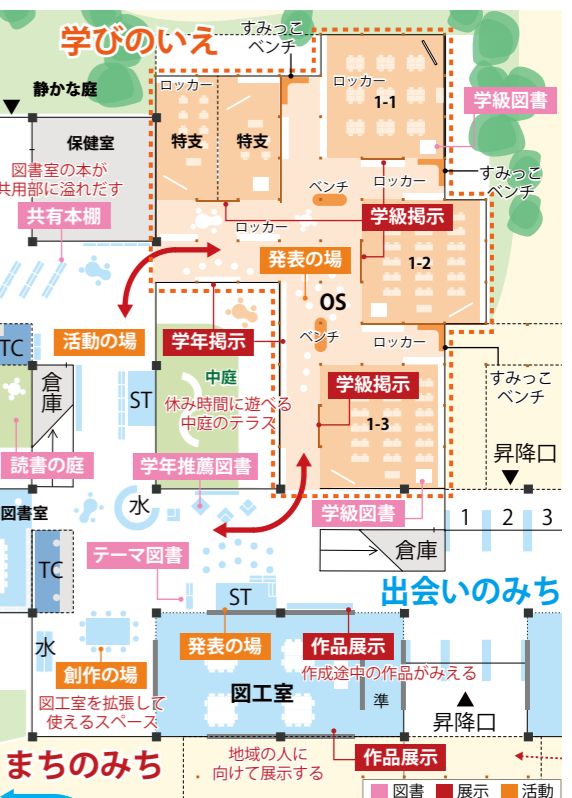 学びのいえ
すみっこ
ベンチ
静かな庭
ロッカー
ロッカー
1-1
学級図書
保健室
特支
特支
図書室の本が
共用部に溢れだす
共有本棚
すみっこ
ベンチ
ベンチ
ロッカー
学級掲示
ロッカー
発表の場
1-2
OS
TC
活動の場
学年掲示
ベンチ
ロッカー
倉庫
ST
中庭
休み時間に遊べる
中庭のテラス
学級掲示
1-3
すみっこ
ベンチ
昇降口
読書の庭
学年推薦図書
図書室
水
学級図書
1
2
3
倉庫
テーマ図書
TC
ST
出会いのみち
水
発表の場
作品展示
作成途中の作品がみえる
創作の場
図工室を拡張して
使えるスペース
図工室
準
昇降口
まちのみち
地域の人に
向けて展示する
作品展示
図書
展示
活動